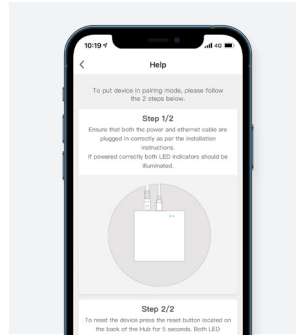 10:19
4G
Help
To put device in pairing mode, please follow
the 2 steps below.
Step 1/2
Ensure that both the power and ethernet cable are
plugged in correctly as per the installation
instructions.
If powered correctly both LED indicators should be
illuminated.
Step 2/2
To reset the device press the reset button located on
the back of the Hub for 5 seconds. Both LED